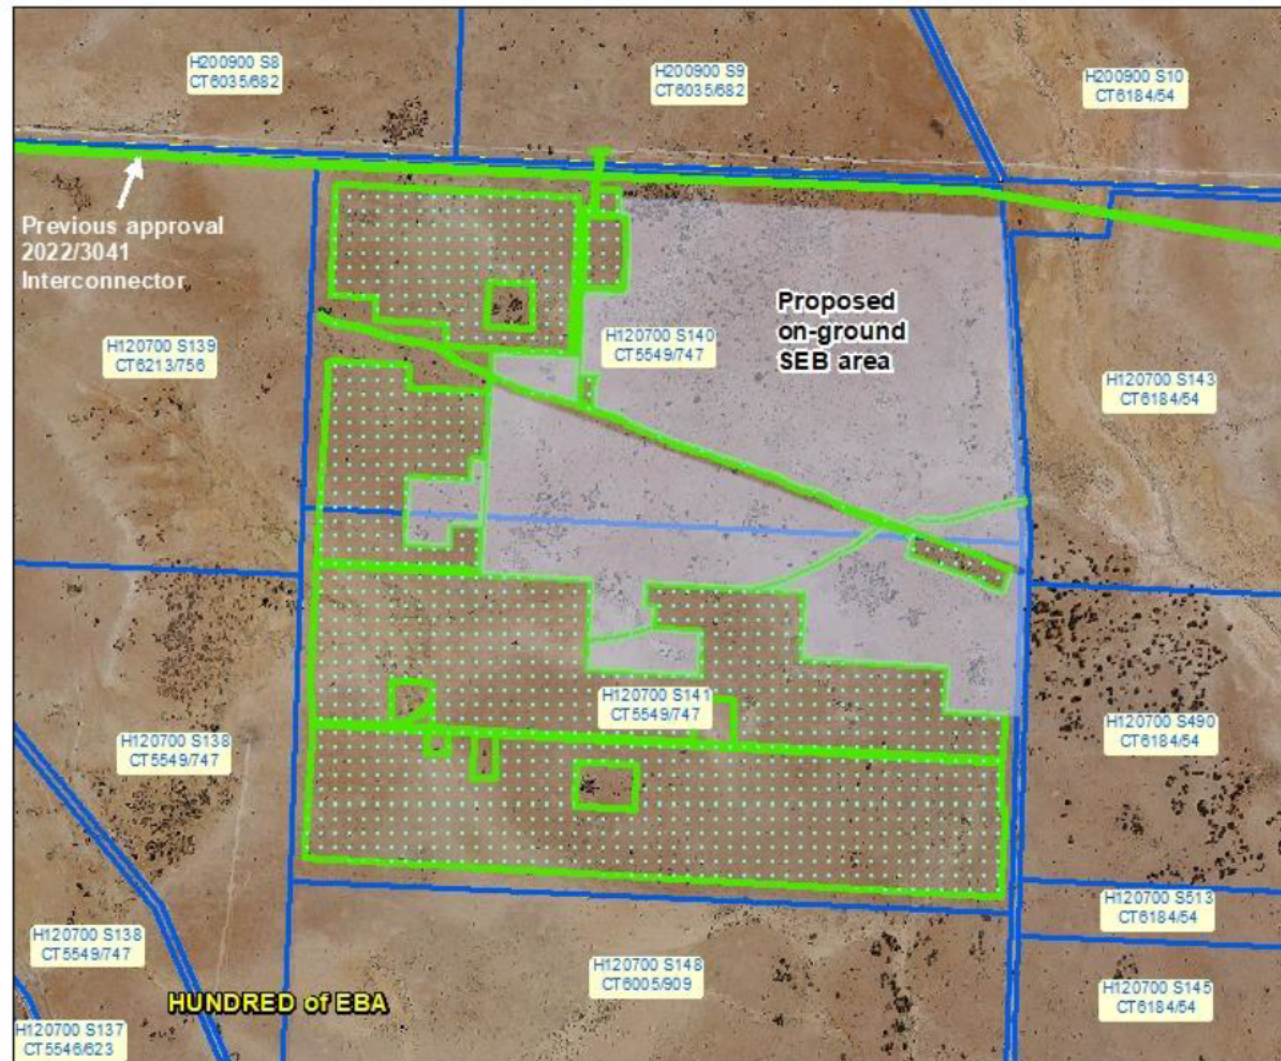 H200900 S8
CT6035/682
H200900 S9
CT6035/682
H200900 S10
CT6184/54
Previous approval
2022/3041
Interconnector
Proposed
on-ground
SEB area
H120700 S139
CT6213/756
H120700 S140
CT5549/747
H120700 S143
CT6184/54
H120700 S141
CT5549/747
H120700 S138
CT5549/747
H120700 S490
CT6184/54
H120700 S513
CT6184/54
H120700 S138
CT5549/747
H120700 S148
CT6005/909
H120700 S145
CT6184/54
HUNDRED of EBA
H120700 S137
CT5546/623